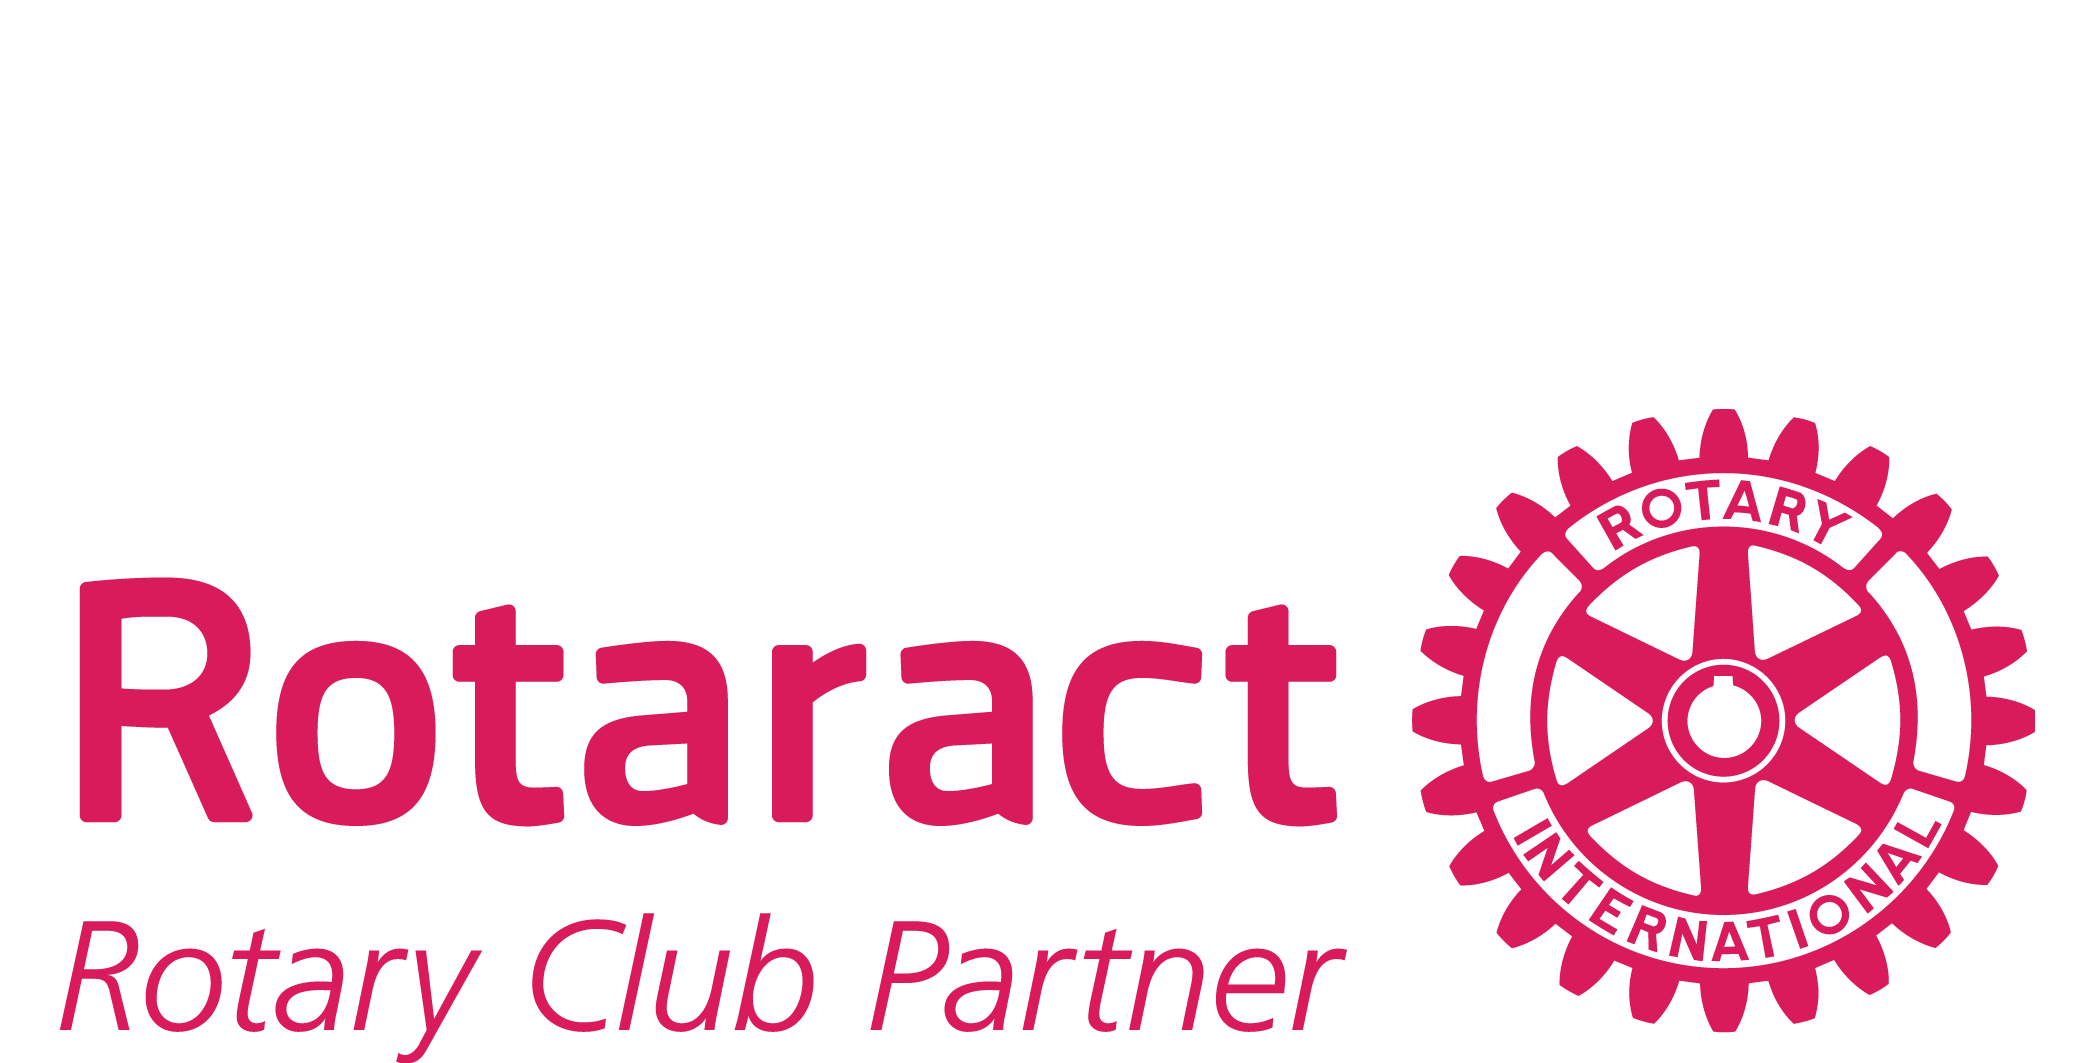 Rotaract
Rotary Club Partner
ROTARY
INTERNATIONAL